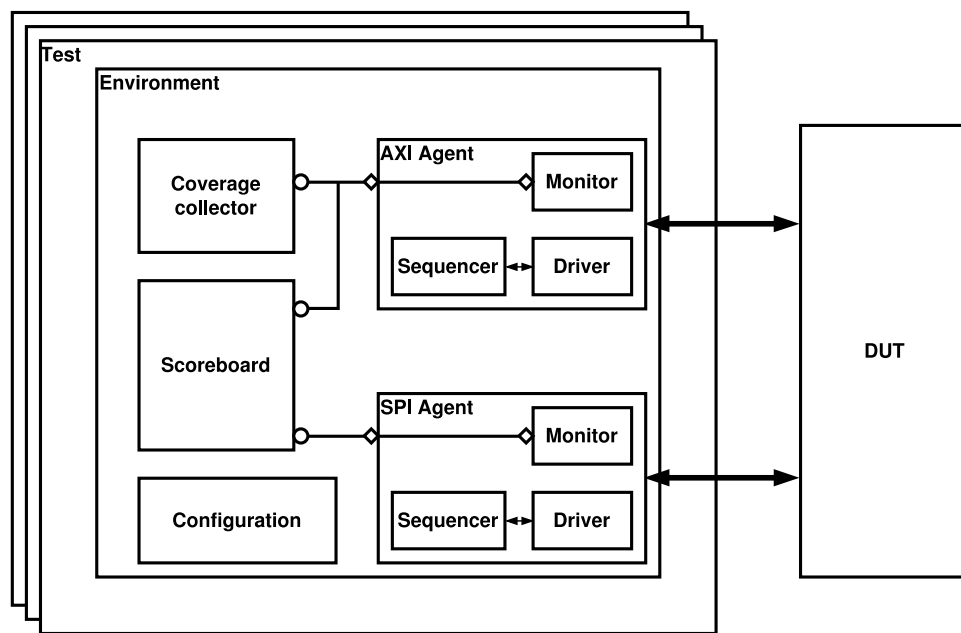 Test
Environment
Coverage
collector
AXI Agent
Monitor
Sequencer
Driver
Scoreboard
DUT
SPI Agent
Monitor
Sequencer
Driver
Configuration